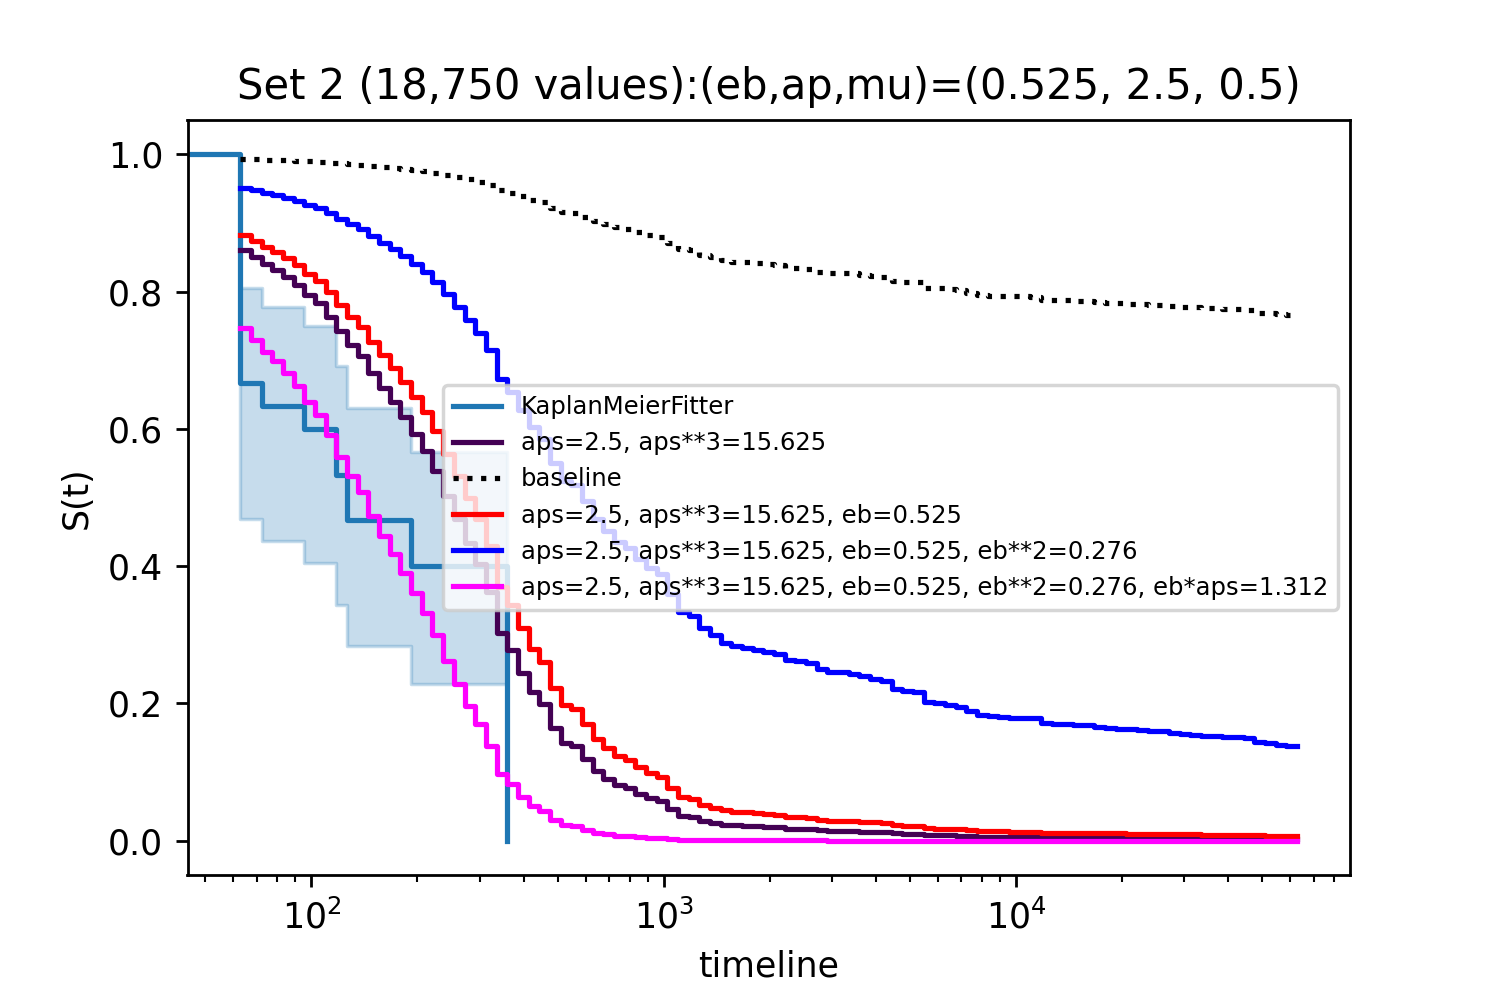 Set 2 (18,750 values):(eb,ap,mu)=(0.525, 2.5, 0.5)
S(t)
1.0
0.8
0.6
0.4
0.2
0.0
KaplanMeierFitter
aps=2.5, aps**3=15.625
baseline
aps=2.5, aps**3=15.625, eb=0.525
aps=2.5, aps**3=15.625, eb=0.525, eb**2=0.276
aps=2.5, aps**3=15.625, eb=0.525, eb**2=0.276, eb*aps=1.312
10² 10³ 10⁴
timeline